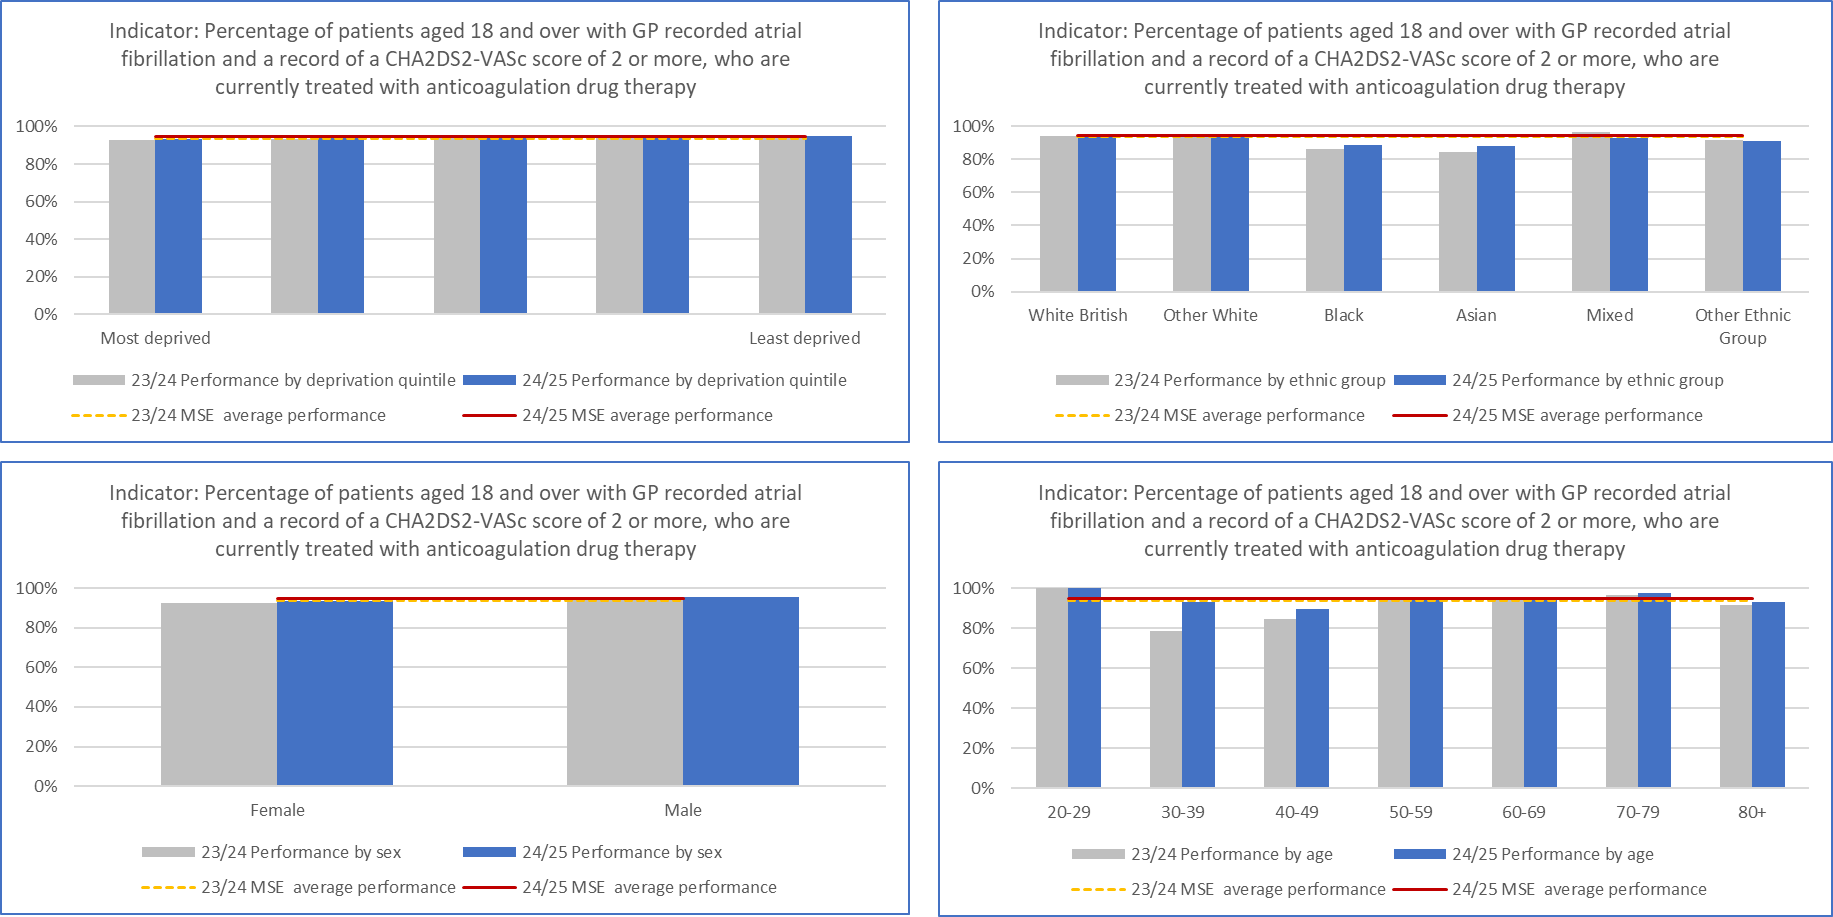 Indicator: Percentage of patients aged 18 and over with GP recorded atrial
fibrillation and a record of a CHA2DS2-VASc score of 2 or more, who are
currently treated with anticoagulation drug therapy
100%
80%
60%
40%
20%
0%
Most deprived
Least deprived
23/24 Performance by deprivation quintile
24/25 Performance by deprivation quintile
23/24 MSE average performance
24/25 MSE average performance
Indicator: Percentage of patients aged 18 and over with GP recorded atrial
fibrillation and a record of a CHA2DS2-VASc score of 2 or more, who are
currently treated with anticoagulation drug therapy
100%
80%
60%
40%
20%
0%
White British
Other White
Black
Asian
Mixed
Other Ethnic
Group
23/24 Performance by ethnic group
24/25 Performance by ethnic group
23/24 MSE average performance
24/25 MSE average performance
Indicator: Percentage of patients aged 18 and over with GP recorded atrial
fibrillation and a record of a CHA2DS2-VASc score of 2 or more, who are
currently treated with anticoagulation drug therapy
100%
80%
60%
40%
20%
0%
Female
Male
23/24 Performance by sex
24/25 Performance by sex
23/24 MSE average performance
24/25 MSE average performance
Indicator: Percentage of patients aged 18 and over with GP recorded atrial
fibrillation and a record of a CHA2DS2-VASc score of 2 or more, who are
currently treated with anticoagulation drug therapy
100%
80%
60%
40%
20%
0%
20-29
30-39
40-49
50-59
60-69
70-79
80+
23/24 Performance by age
24/25 Performance by age
23/24 MSE average performance
24/25 MSE average performance